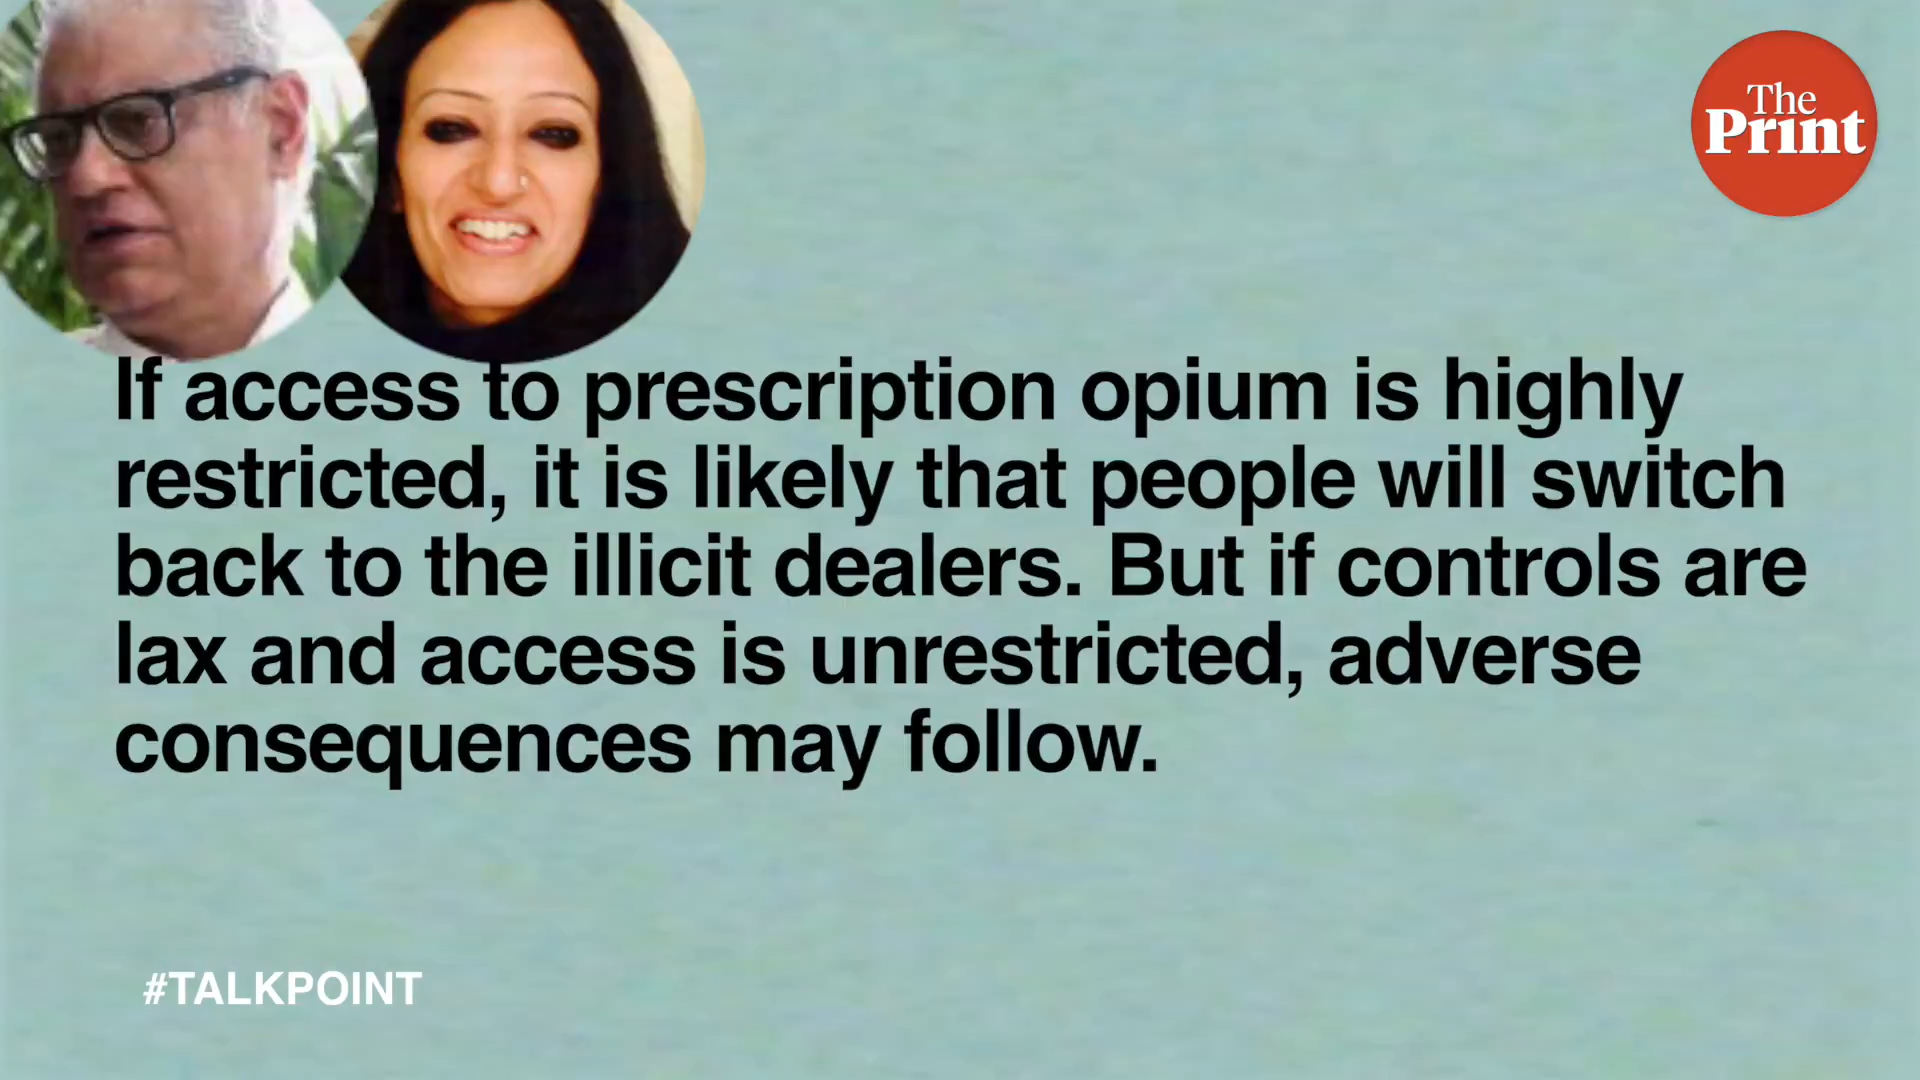 The
Print
If access to prescription opium is highly
restricted, it is likely that people will switch
back to the illicit dealers. But if controls are
lax and access is unrestricted, adverse
consequences may follow.
#TALKPOINT